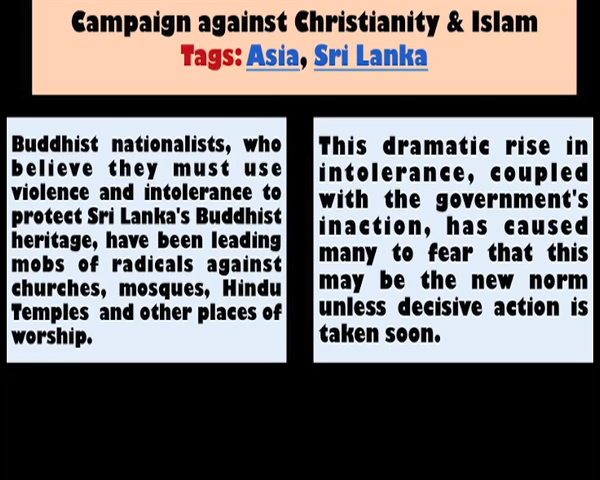 Campaign against Christianity & Islam
Tags: Asia, Sri Lanka
Buddhist nationalists, who
believe they must use
violence and intolerance to
protect Sri Lanka's Buddhist
heritage, have been leading
mobs of radicals against
churches, mosques, Hindu
Temples and other places of
worship.
This dramatic rise in
intolerance, coupled
with the government's
inaction, has caused
many to fear that this
may be the new norm
unless decisive action is
taken soon.